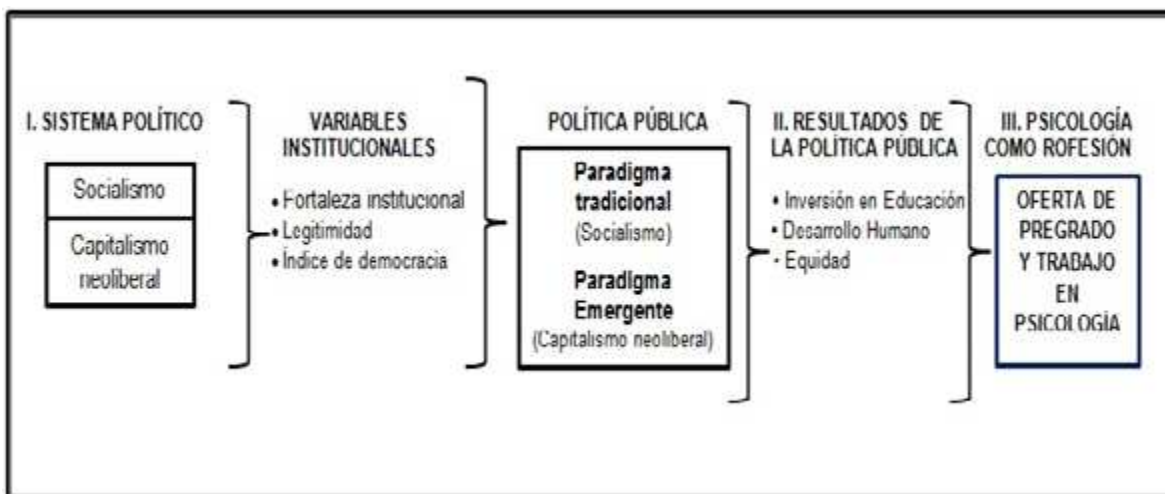 I. SISTEMA POLÍTICO
Socialismo
Capitalismo
neoliberal
VARIABLES
INSTITUCIONALES
• Fortaleza institucional
• Legitimidad
• Índice de democracia
POLÍTICA PÚBLICA
Paradigma
tradicional
(Socialismo)
Paradigma
Emergente
(Capitalismo neoliberal)
II. RESULTADOS DE
LA POLÍTICA PÚBLICA
• Inversión en Educación
• Desarrollo Humano
- Equidad
III. PSICOLOGÍA
COMO ROFESIÓN
OFERTA DE
PREGRADO
Y TRABAJO
EN
PSICOLOGÍA